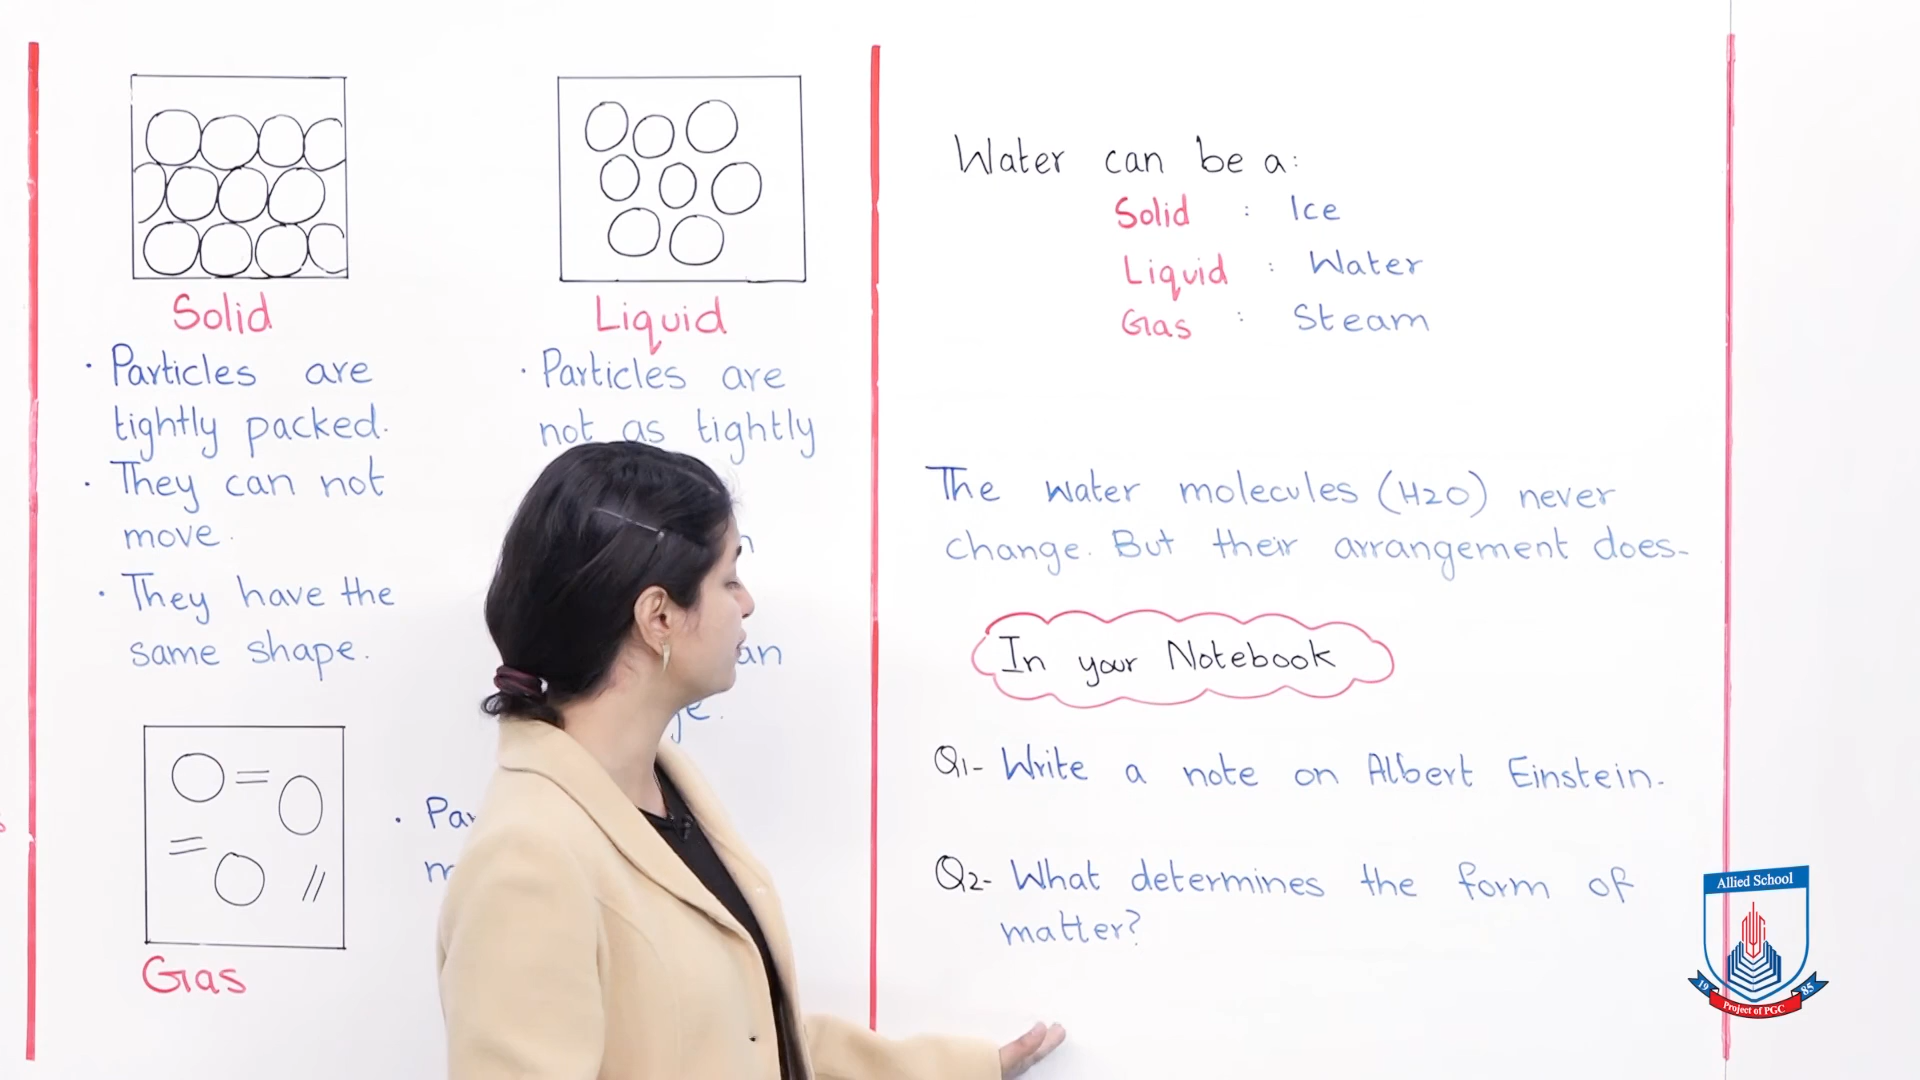 Solid
· Particles are
tightly packed.
· They can not
move.
· They have the
same shape.
Gas
Liquid
· Particles are
not as tightly
Water can be a:
Solid : Ice
Liquid : Water
Gas : Steam
The water molecules (H2O) never
change. But their arrangement does-
In your Notebook
Q1- Write a note on Albert Einstein.
Q2- What determines the form of
matter?
Allied School
19 85
Project of PGC